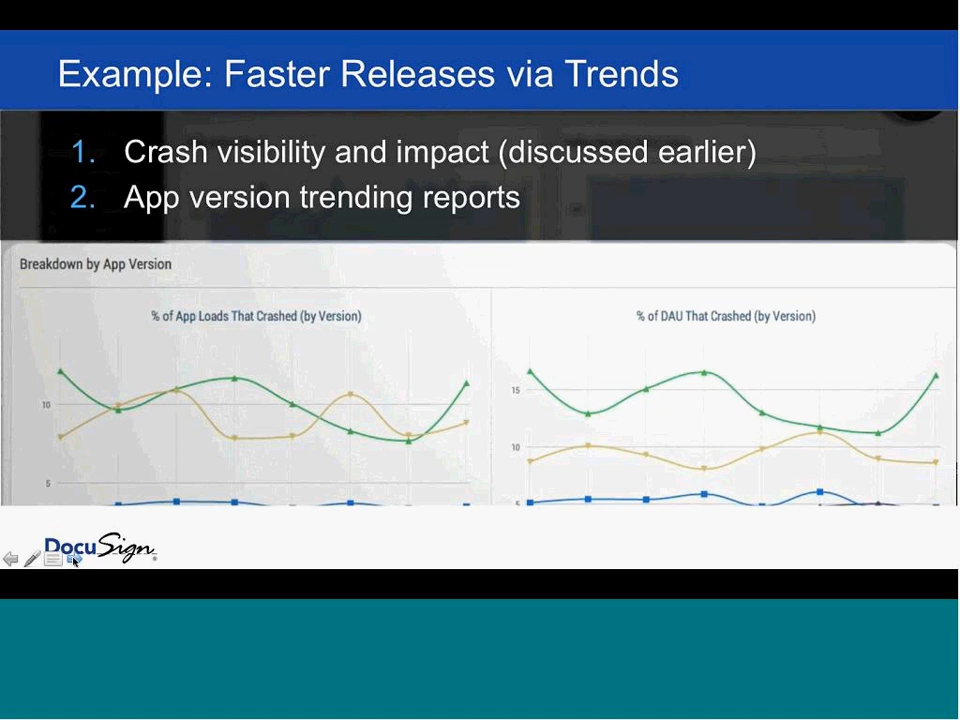 Example: Faster Releases via Trends
1. Crash visibility and impact (discussed earlier)
2. App version trending reports
Breakdown by App Version
% of App Loads That Crashed (by Version)
% of DAU That Crashed (by Version)
10
5
15
10
5
DocuSign